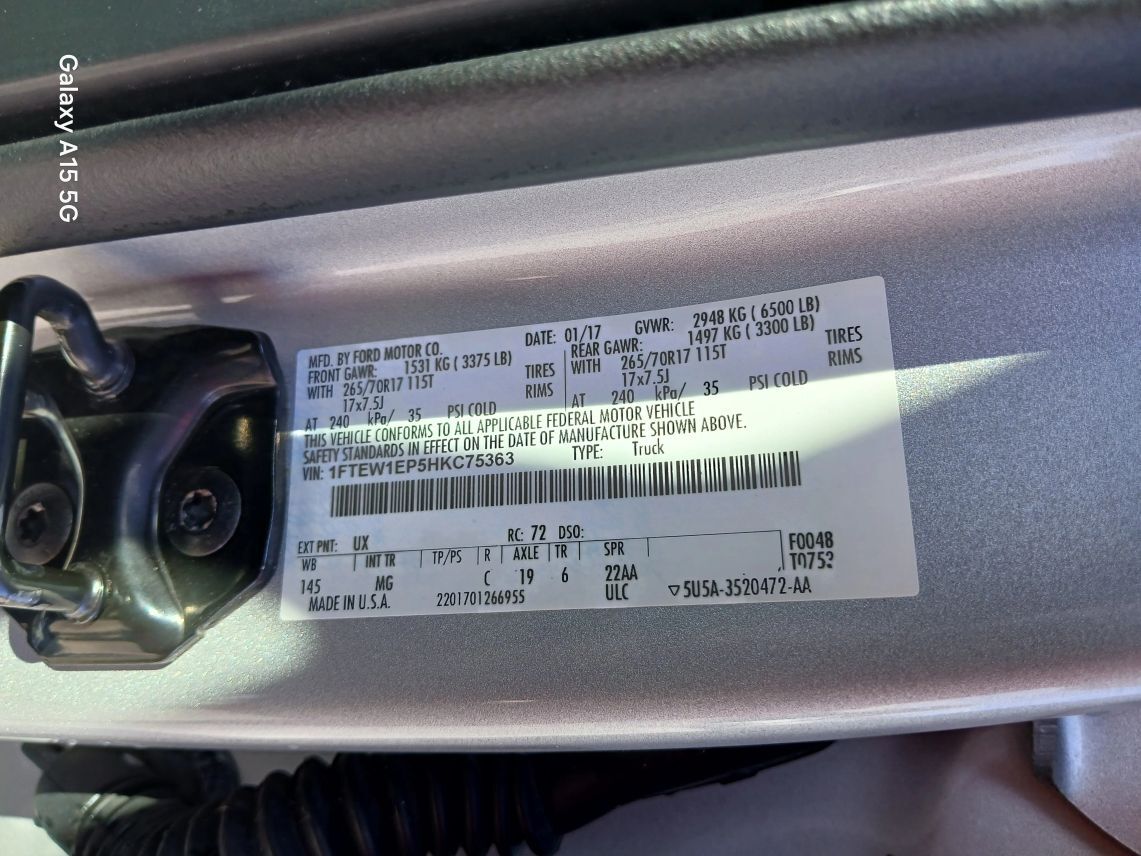 Galaxy A15 5G
MFD. BY FORD MOTOR CO. DATE: 01/17 GVWR: 2948 KG ( 6500 LB)
FRONT GAWR: 1531 KG ( 3375 LB) REAR GAWR: 1497 KG ( 3300 LB)
WITH 265/70R17 115T TIRES WITH 265/70R17 115T TIRES
17x7.5J RIMS 17x7.5J RIMS
AT 240 kPa/ 35 PSI COLD AT 240 kPa/ 35 PSI COLD
THIS VEHICLE CONFORMS TO ALL APPLICABLE FEDERAL MOTOR VEHICLE
SAFETY STANDARDS IN EFFECT ON THE DATE OF MANUFACTURE SHOWN ABOVE.
VIN: 1FTEW1EP5HKC75363 TYPE: Truck
EXT PNT: UX RC: 72 DSO:
WB INT TR TP/PS R AXLE TR SPR F0048
145 MG C 19 6 22AA T0753
MADE IN U.S.A. 2201701266955 ULC ▽5U5A-3520472-AA